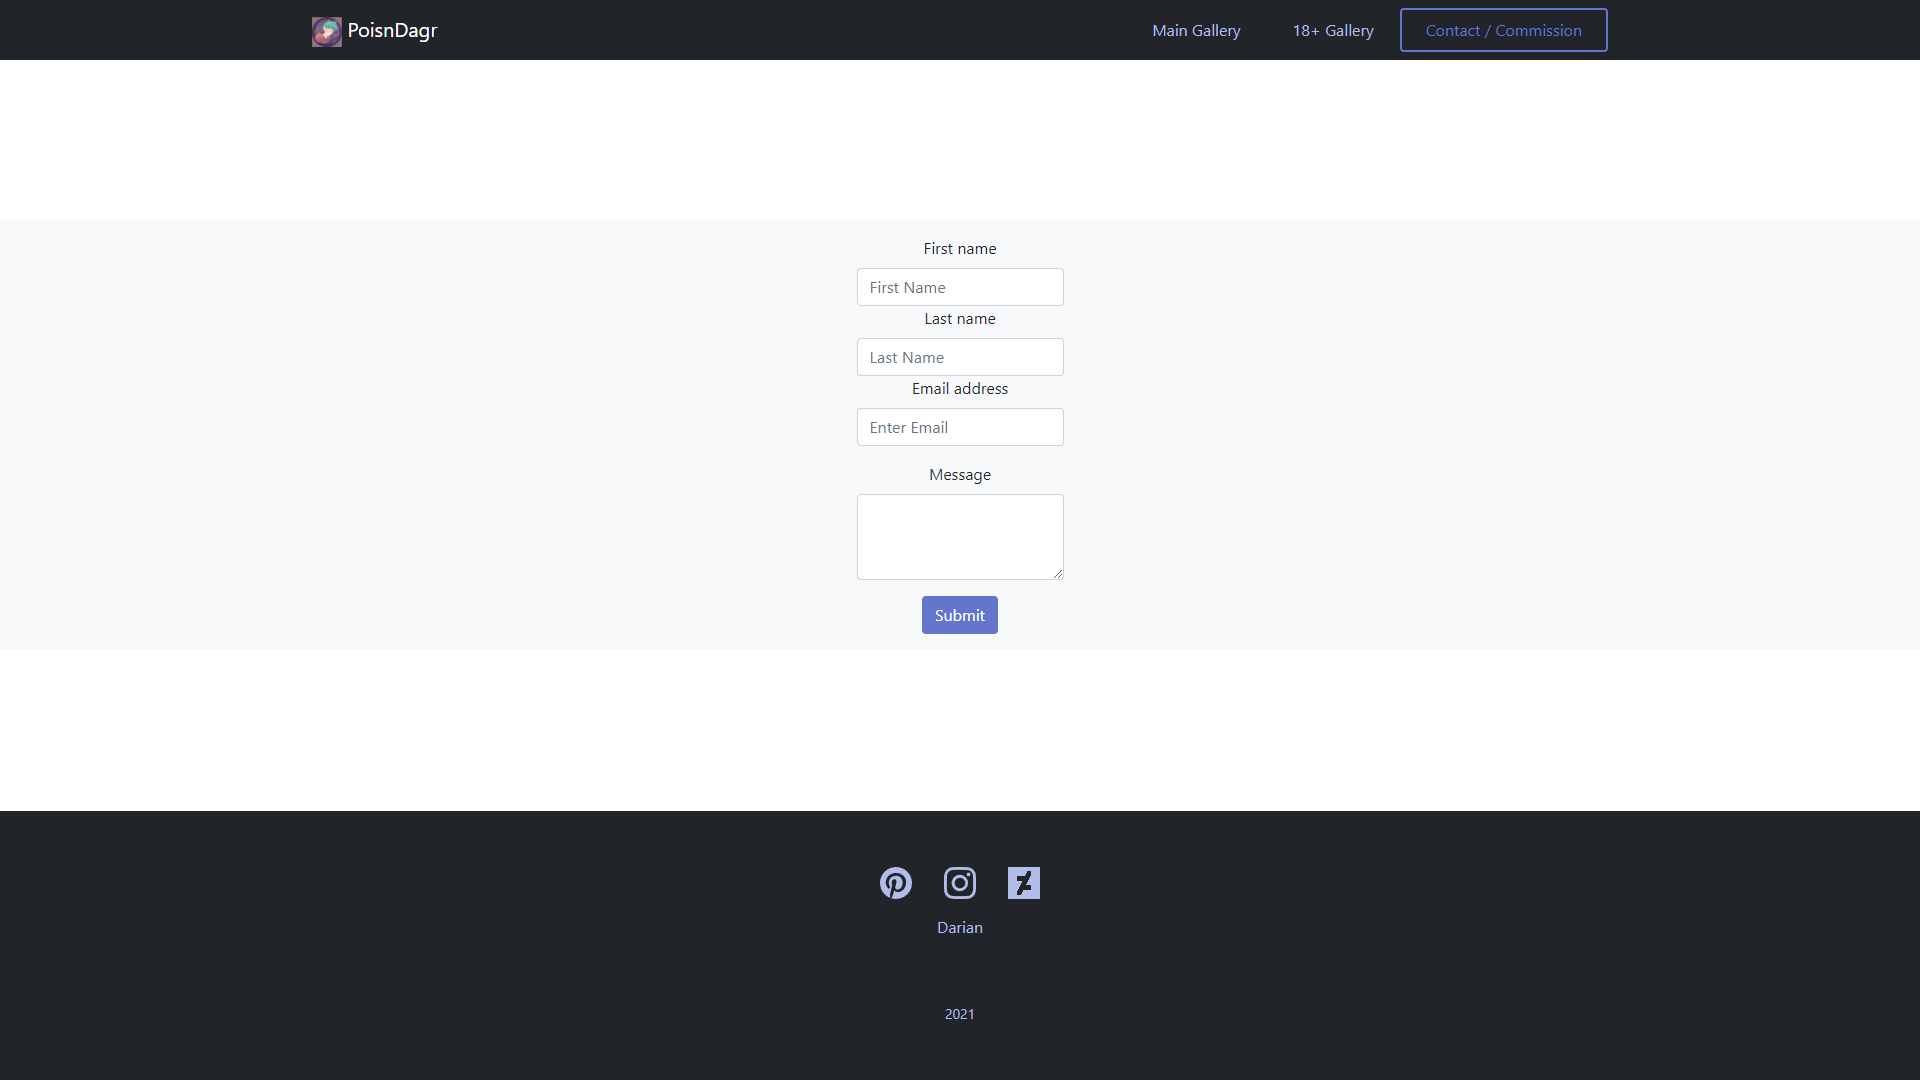 PoisnDagr Main Gallery 18+ Gallery Contact / Commission
First name
First Name
Last name
Last Name
Email address
Enter Email
Message
Submit
Darian
2021